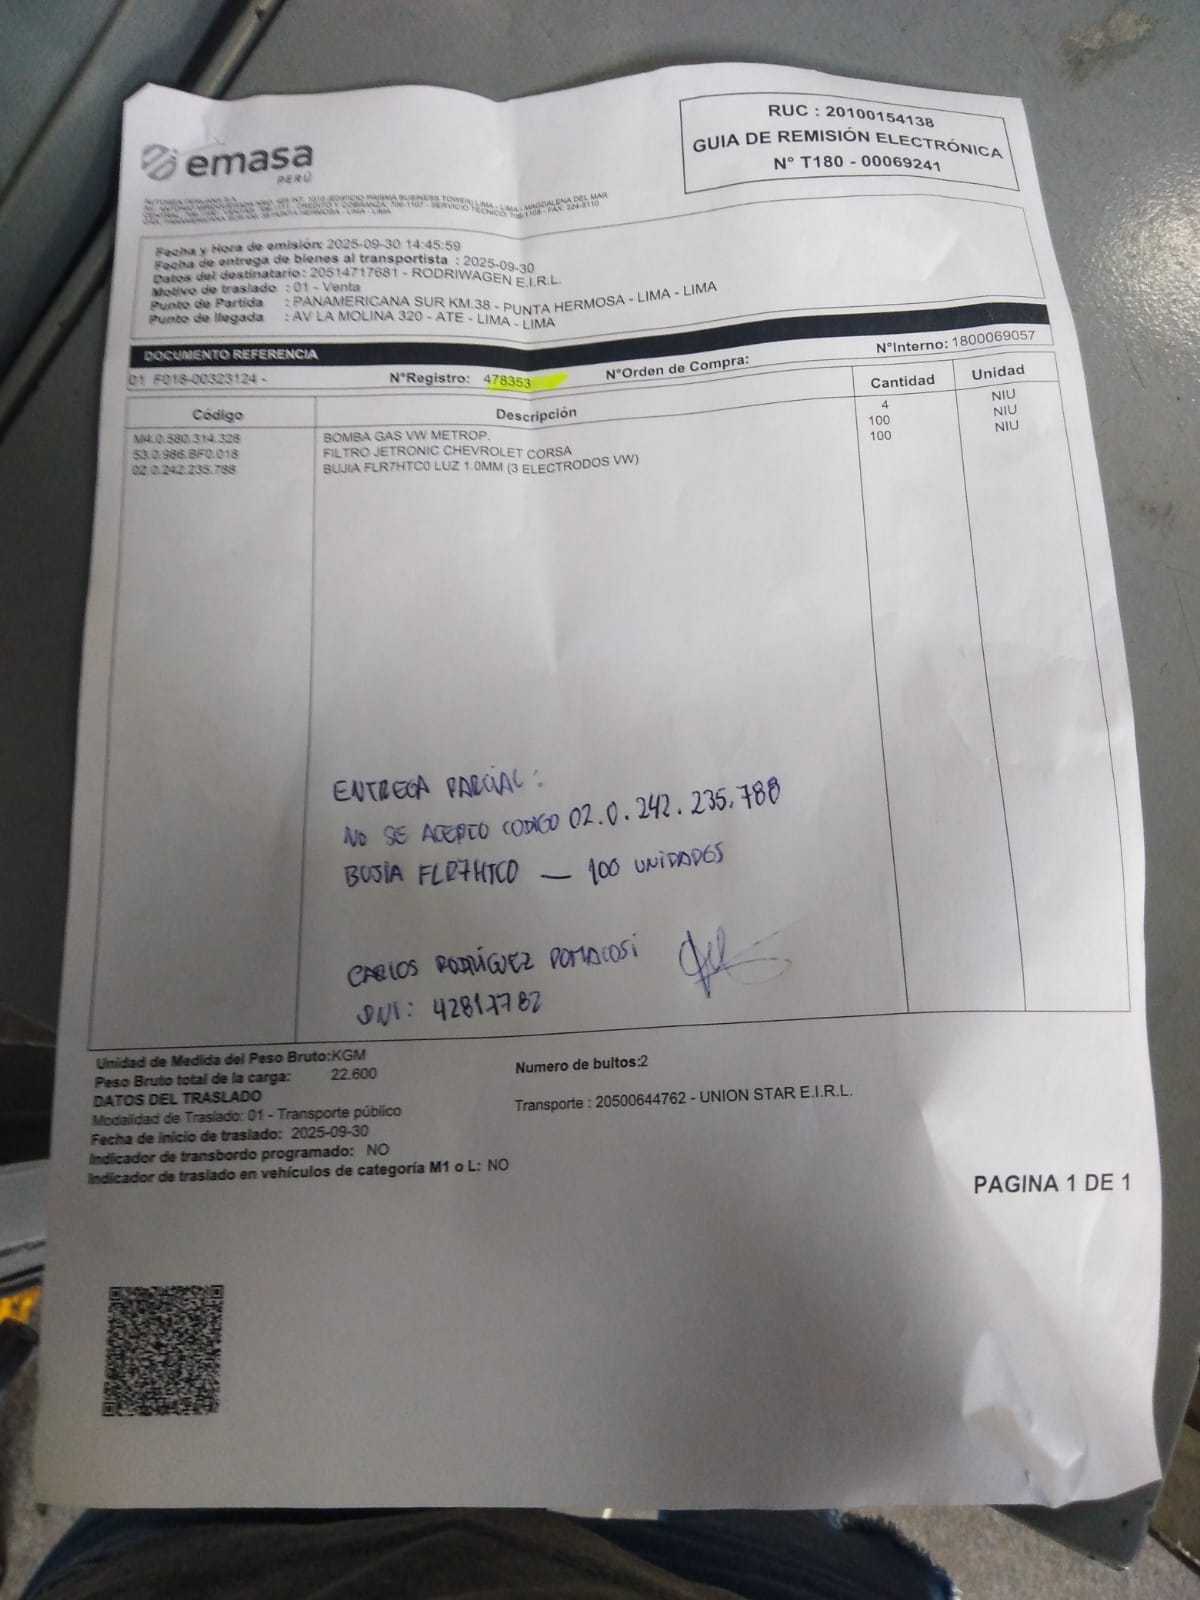 RUC : 20100154138
GUIA DE REMISIÓN ELECTRÓNICA
N° T180 - 00069241
emasa
PERÚ
Fecha y Hora de emisión: 2025-09-30 14:45:59
Fecha de entrega de bienes al transportista : 2025-09-30
Datos del destinatario : 20514717681 - RODRIWAGEN E.I.R.L.
Motivo de traslado : 01 - Venta
Punto de Partida : PANAMERICANA SUR KM.38 - PUNTA HERMOSA - LIMA - LIMA
Punto de llegada : AV LA MOLINA 320 - ATE - LIMA - LIMA
DOCUMENTO REFERENCIA
01 F018-00323124 - N°Registro: 478353 N°Orden de Compra: N°Interno: 1800069057
Código Descripción Cantidad Unidad
M4.0.580.314.328 BOMBA GAS VW METROP. 4 NIU
53.0.986.BF0.018 FILTRO JETRONIC CHEVROLET CORSA 100 NIU
02.0.242.235.788 BUJIA FLR7HTC0 LUZ 1.0MM (3 ELECTRODOS VW) 100 NIU
ENTREGA PARCIAL :
NO SE ACEPTO CODIGO 02.0.242.235.788
BUJIA FLR7HTC0 — 100 UNIDADES
CARLOS RODRÍGUEZ POMACOSI
DNI: 42817782
Unidad de Medida del Peso Bruto:KGM
Peso Bruto total de la carga: 22.600 Numero de bultos:2
DATOS DEL TRASLADO
Modalidad de Traslado: 01 - Transporte público Transporte : 20500644762 - UNION STAR E.I.R.L.
Fecha de inicio de traslado: 2025-09-30
Indicador de transbordo programado: NO
Indicador de traslado en vehículos de categoría M1 o L: NO
PAGINA 1 DE 1